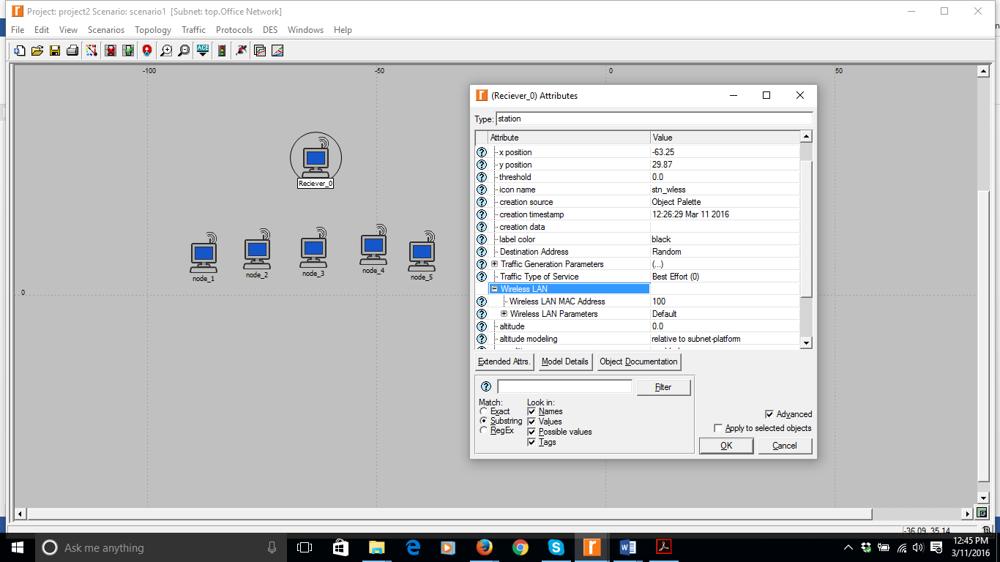 Project: project2 Scenario: scenario1 [Subnet: top.Office Network]
File Edit View Scenarios Topology Traffic Protocols DES Windows Help
ACE
-100 -50 0 50
(Reciever_0) Attributes
Type: station
Attribute Value
x position -63.25
y position 29.87
threshold 0.0
icon name stn_wless
creation source Object Palette
creation timestamp 12:26:29 Mar 11 2016
creation data
label color black
Destination Address Random
Traffic Generation Parameters (...)
Traffic Type of Service Best Effort (0)
Wireless LAN
Wireless LAN MAC Address 100
Wireless LAN Parameters Default
altitude 0.0
altitude modeling relative to subnet-platform
Extended Attrs. Model Details Object Documentation
Filter
Match: Look in:
Exact Names
Substring Values
RegEx Possible values
Tags
Advanced
Apply to selected objects
OK Cancel
Reciever_0
node_1 node_2 node_3 node_4 node_5
0
-36.09, 35.14
Ask me anything
12:45 PM
3/11/2016